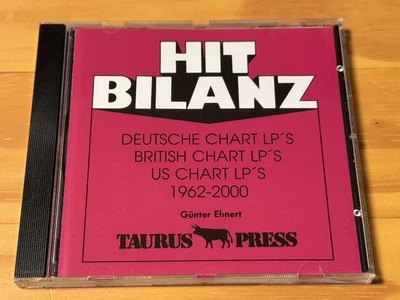 HIT
BILANZ
DEUTSCHE CHART LP´S
BRITISH CHART LP´S
US CHART LP´S
1962-2000
Günter Ehnert
TAURUS PRESS